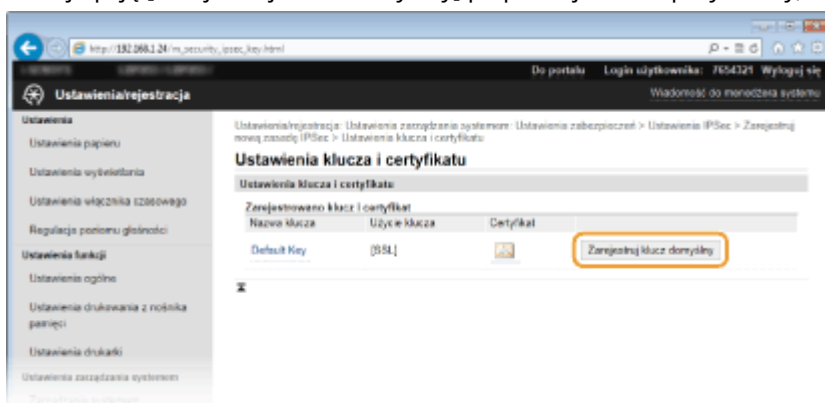 http://192.168.1.24/m_security_ipsec_key.html
Do portalu Login użytkownika: 7654321 Wyloguj się
Ustawienia/rejestracja
Wiadomość do menedżera systemu
Ustawienia
Ustawienia papieru
Ustawienia wyświetlania
Ustawienia włącznika czasowego
Regulacja poziomu głośności
Ustawienia funkcji
Ustawienia ogólne
Ustawienia drukowania z nośnika
pamięci
Ustawienia drukarki
Ustawienia zarządzania systemem
Ustawienia/rejestracja: Ustawienia zarządzania systemem: Ustawienia zabezpieczeń > Ustawienia IPSec > Zarejestruj
nową zasadę IPSec > Ustawienia klucza i certyfikatu
Ustawienia klucza i certyfikatu
Ustawienia klucza i certyfikatu
Zarejestrowano klucz i certyfikat
Nazwa klucza Użycie klucza Certyfikat
Default Key [SSL] Zarejestruj klucz domyślny